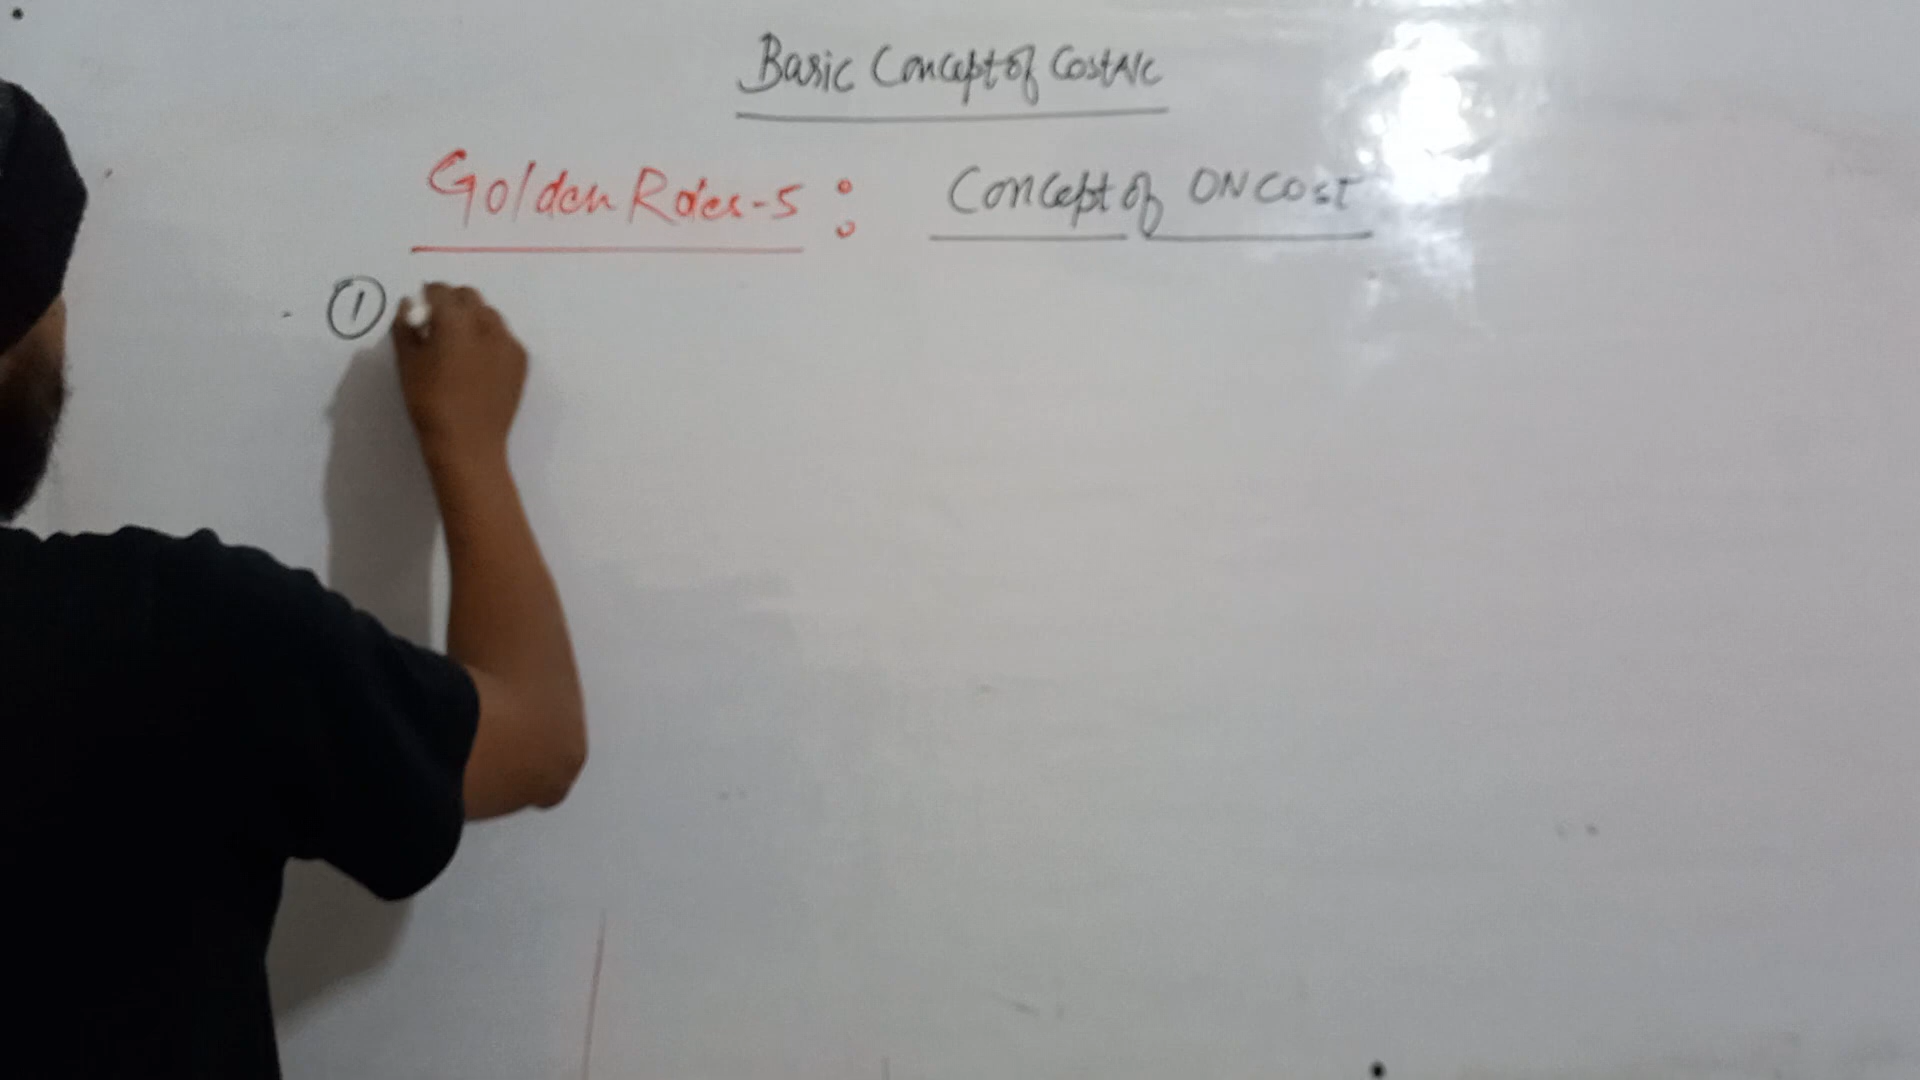 Basic Concept of Cost A/c
Golden Rules-5 : Concept of ON COST
①